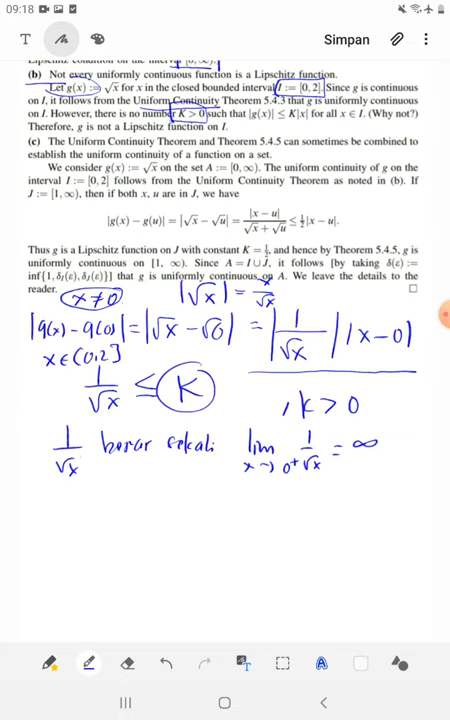 09:18
T
Simpan
Lipschitz condition on the interval [0, ∞).
(b) Not every uniformly continuous function is a Lipschitz function.
Let g(x) := √x for x in the closed bounded interval I := [0, 2]. Since g is continuous
on I, it follows from the Uniform Continuity Theorem 5.4.3 that g is uniformly continuous
on I. However, there is no number K > 0 such that |g(x)| ≤ K|x| for all x ∈ I. (Why not?)
Therefore, g is not a Lipschitz function on I.
(c) The Uniform Continuity Theorem and Theorem 5.4.5 can sometimes be combined to
establish the uniform continuity of a function on a set.
We consider g(x) := √x on the set A := [0, ∞). The uniform continuity of g on the
interval I := [0, 2] follows from the Uniform Continuity Theorem as noted in (b). If
J := [1, ∞), then if both x, u are in J, we have
|g(x) − g(u)| = |√x − √u| = |x − u| / (√x + √u) ≤ ½|x − u|.
Thus g is a Lipschitz function on J with constant K = ½, and hence by Theorem 5.4.5, g is
uniformly continuous on [1, ∞). Since A = I ∪ J, it follows [by taking δ(ε) :=
inf{1, δI(ε), δJ(ε)}] that g is uniformly continuous on A. We leave the details to the
reader. □
x ≠ 0 |√x| = x/√x
|g(x) − g(0)| = |√x − √0| = |1/√x| |x − 0|
x ∈ (0,2]
1/√x ≤ K , k > 0
1/√x besar sekali lim x→0+ 1/√x = ∞
T
A